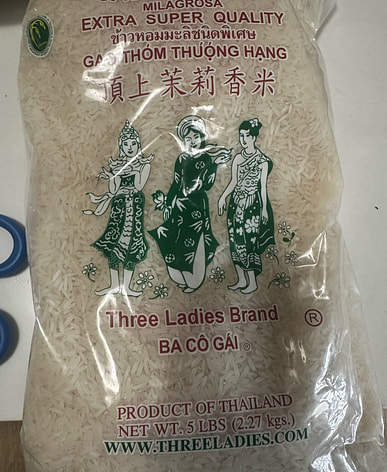 MILAGROSA
EXTRA SUPER QUALITY
ข้าวหอมมะลิชนิดพิเศษ
GẠO THÓM THƯỢNG HẠNG
頂上茉莉香米
Three Ladies Brand ®
BA CÔ GÁI ®
PRODUCT OF THAILAND
NET WT. 5 LBS (2.27 kgs.)
WWW.THREELADIES.COM